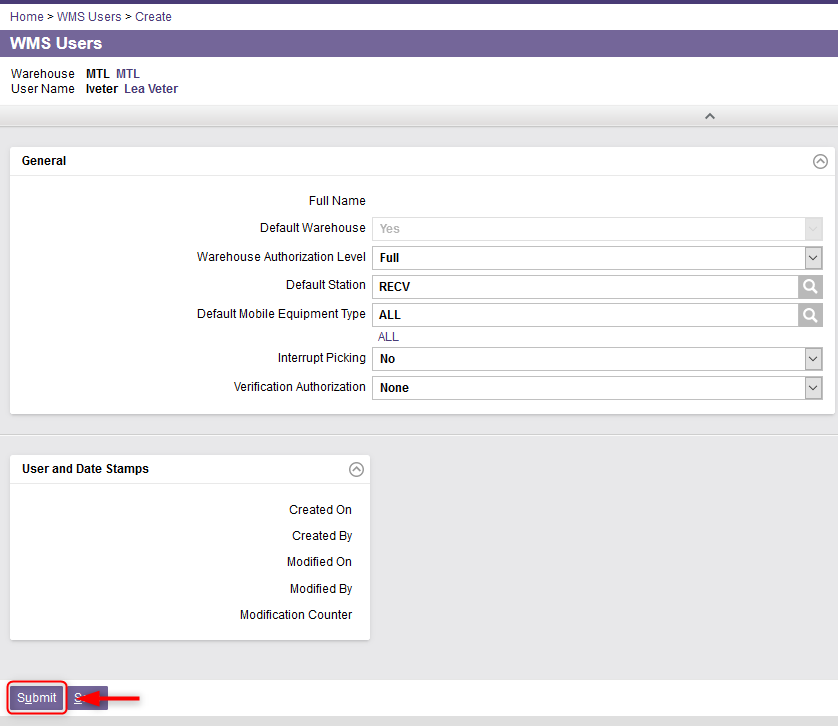 Home > WMS Users > Create
WMS Users
Warehouse MTL MTL
User Name lveter Lea Veter
General
Full Name
Default Warehouse Yes
Warehouse Authorization Level Full
Default Station RECV
Default Mobile Equipment Type ALL
ALL
Interrupt Picking No
Verification Authorization None
User and Date Stamps
Created On
Created By
Modified On
Modified By
Modification Counter
Submit